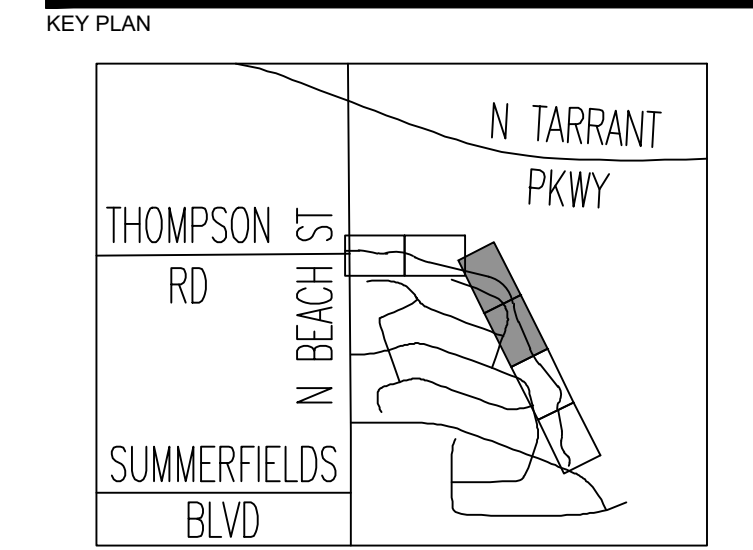 KEY PLAN
N TARRANT
PKWY
THOMPSON
RD
N BEACH ST
SUMMERFIELDS
BLVD